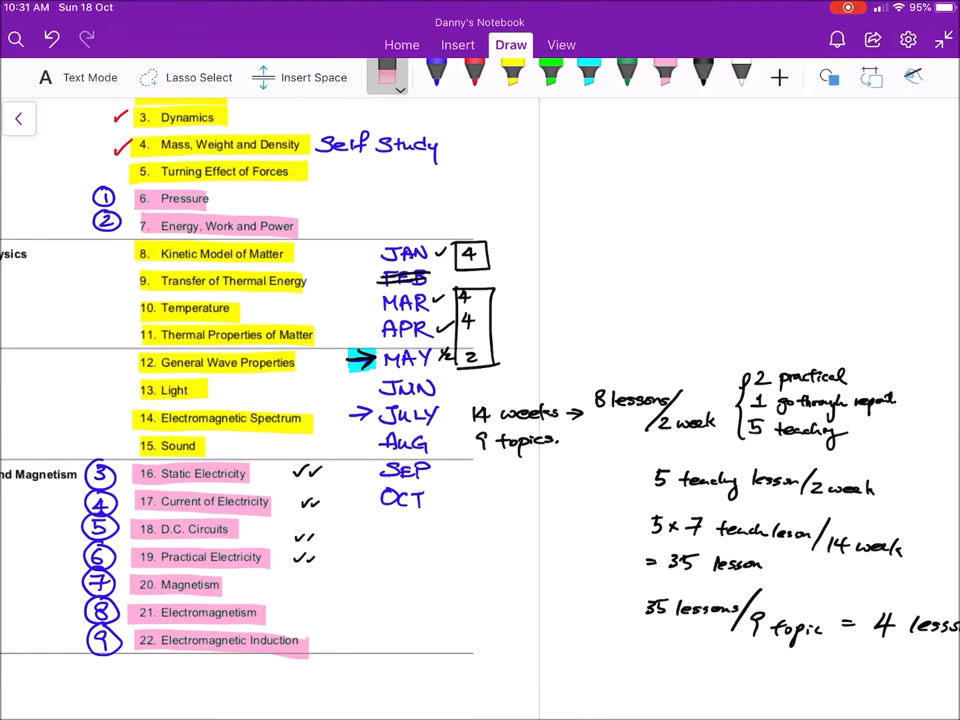 10:31 AM Sun 18 Oct
95%
Danny's Notebook
Home Insert Draw View
A Text Mode Lasso Select Insert Space
✓ 3. Dynamics
✓ 4. Mass, Weight and Density Self Study
5. Turning Effect of Forces
1 6. Pressure
2 7. Energy, Work and Power
ysics 8. Kinetic Model of Matter JAN ✓ 4
9. Transfer of Thermal Energy FEB
10. Temperature MAR ✓ 4
11. Thermal Properties of Matter APR ✓ 4
12. General Wave Properties → MAY 1/2 2
13. Light JUN
14. Electromagnetic Spectrum → JULY 14 weeks → 8 lessons/2 week { 2 practical
15. Sound AUG 9 topics. 1 go through report
5 teaching
nd Magnetism 3 16. Static Electricity ✓✓ SEP
4 17. Current of Electricity ✓✓ OCT
5 18. D.C. Circuits ✓✓
6 19. Practical Electricity ✓✓
7 20. Magnetism
8 21. Electromagnetism
9 22. Electromagnetic Induction
5 teachy lesson/2 week
5 x 7 teach lesson/14 week
= 35 lesson
35 lessons/9 topic = 4 lesss